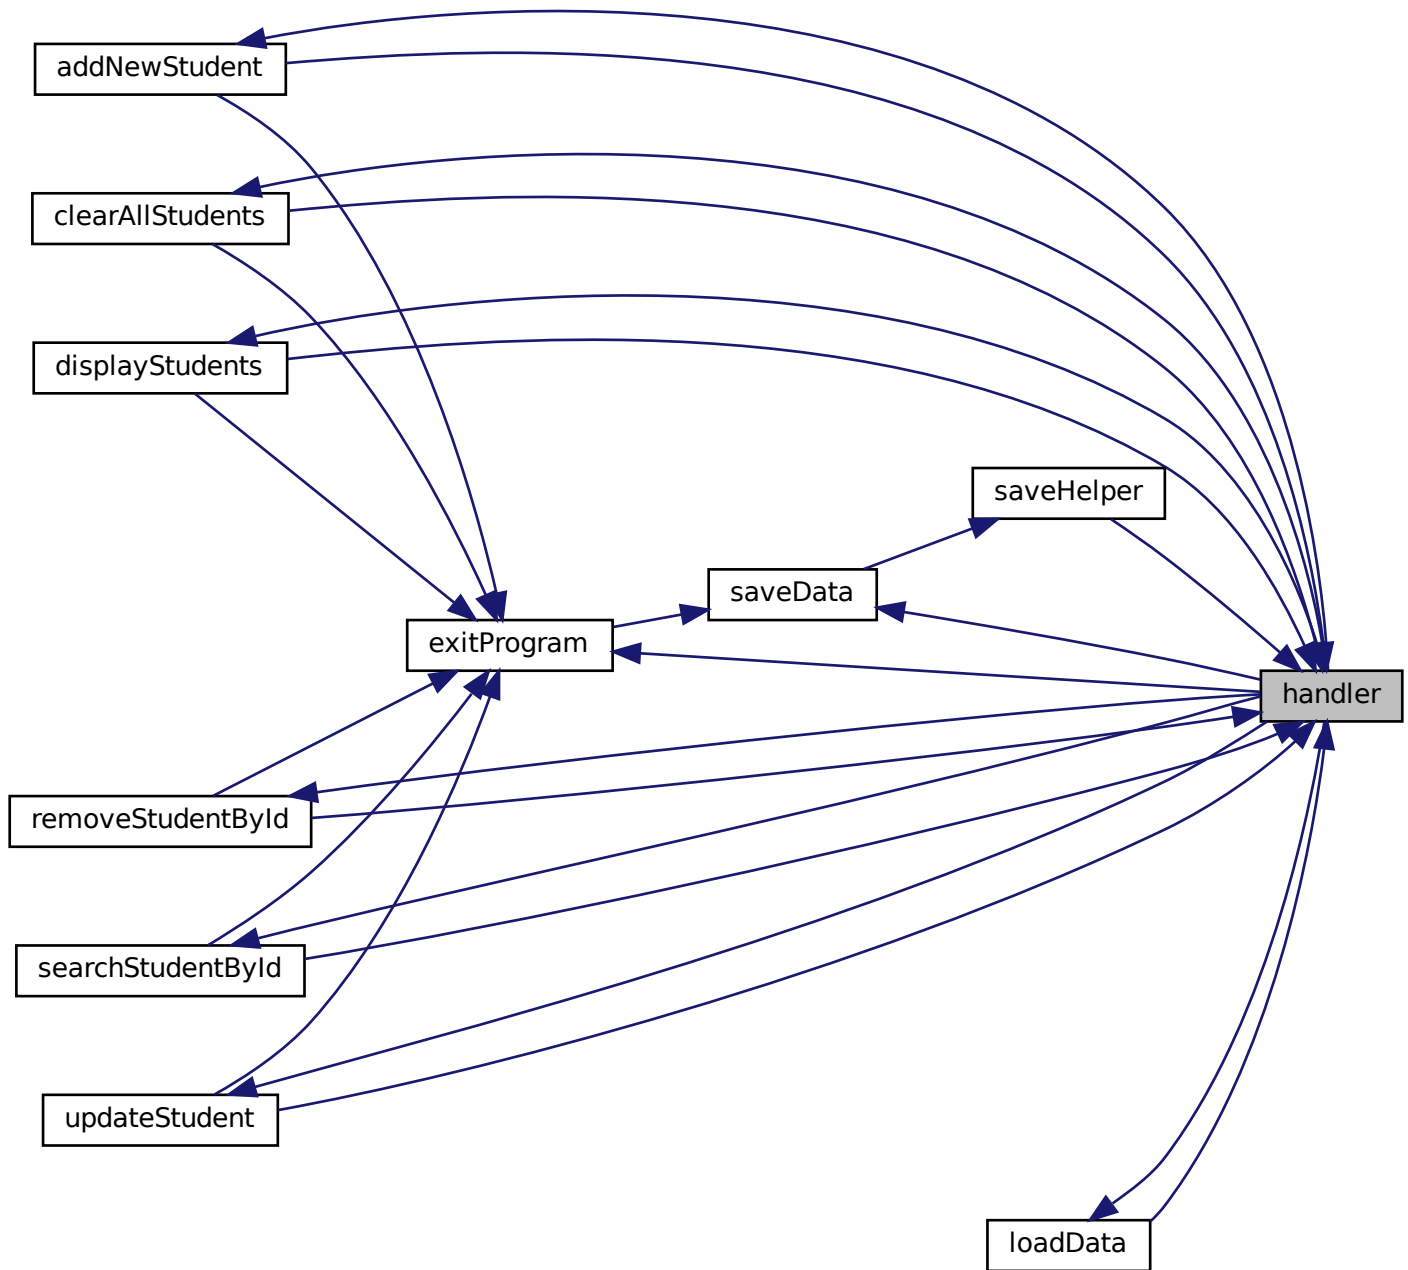 addNewStudent
clearAllStudents
displayStudents
saveHelper
saveData
exitProgram
handler
removeStudentById
searchStudentById
updateStudent
loadData